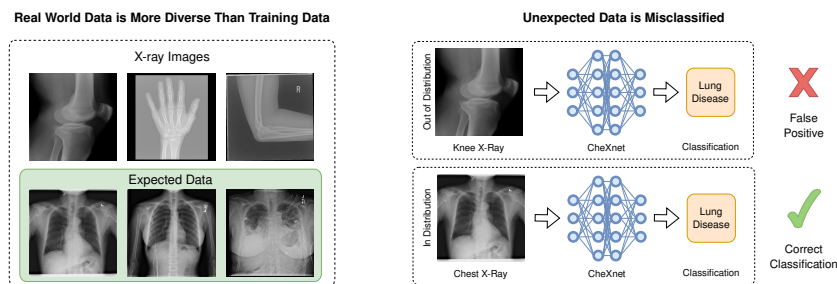 Real World Data is More Diverse Than Training Data
X-ray Images
R
Expected Data
Unexpected Data is Misclassified
Out of Distribution
Knee X-Ray
CheXnet
Lung
Disease
Classification
False
Positive
In Distribution
Chest X-Ray
CheXnet
Lung
Disease
Classification
Correct
Classification